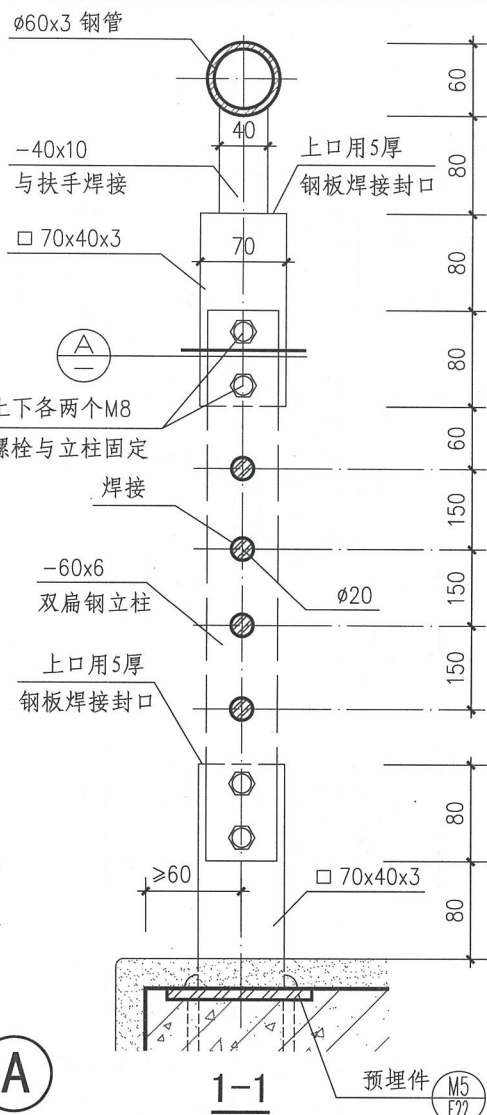 ø60x3 钢管
60
40
-40x10
与扶手焊接
上口用5厚
钢板焊接封口
80
□ 70x40x3
70
80
A
80
上下各两个M8
螺栓与立柱固定
60
焊接
150
-60x6
双扁钢立柱
ø20
150
上口用5厚
钢板焊接封口
150
80
≥60
□ 70x40x3
80
A
1-1
预埋件
M5